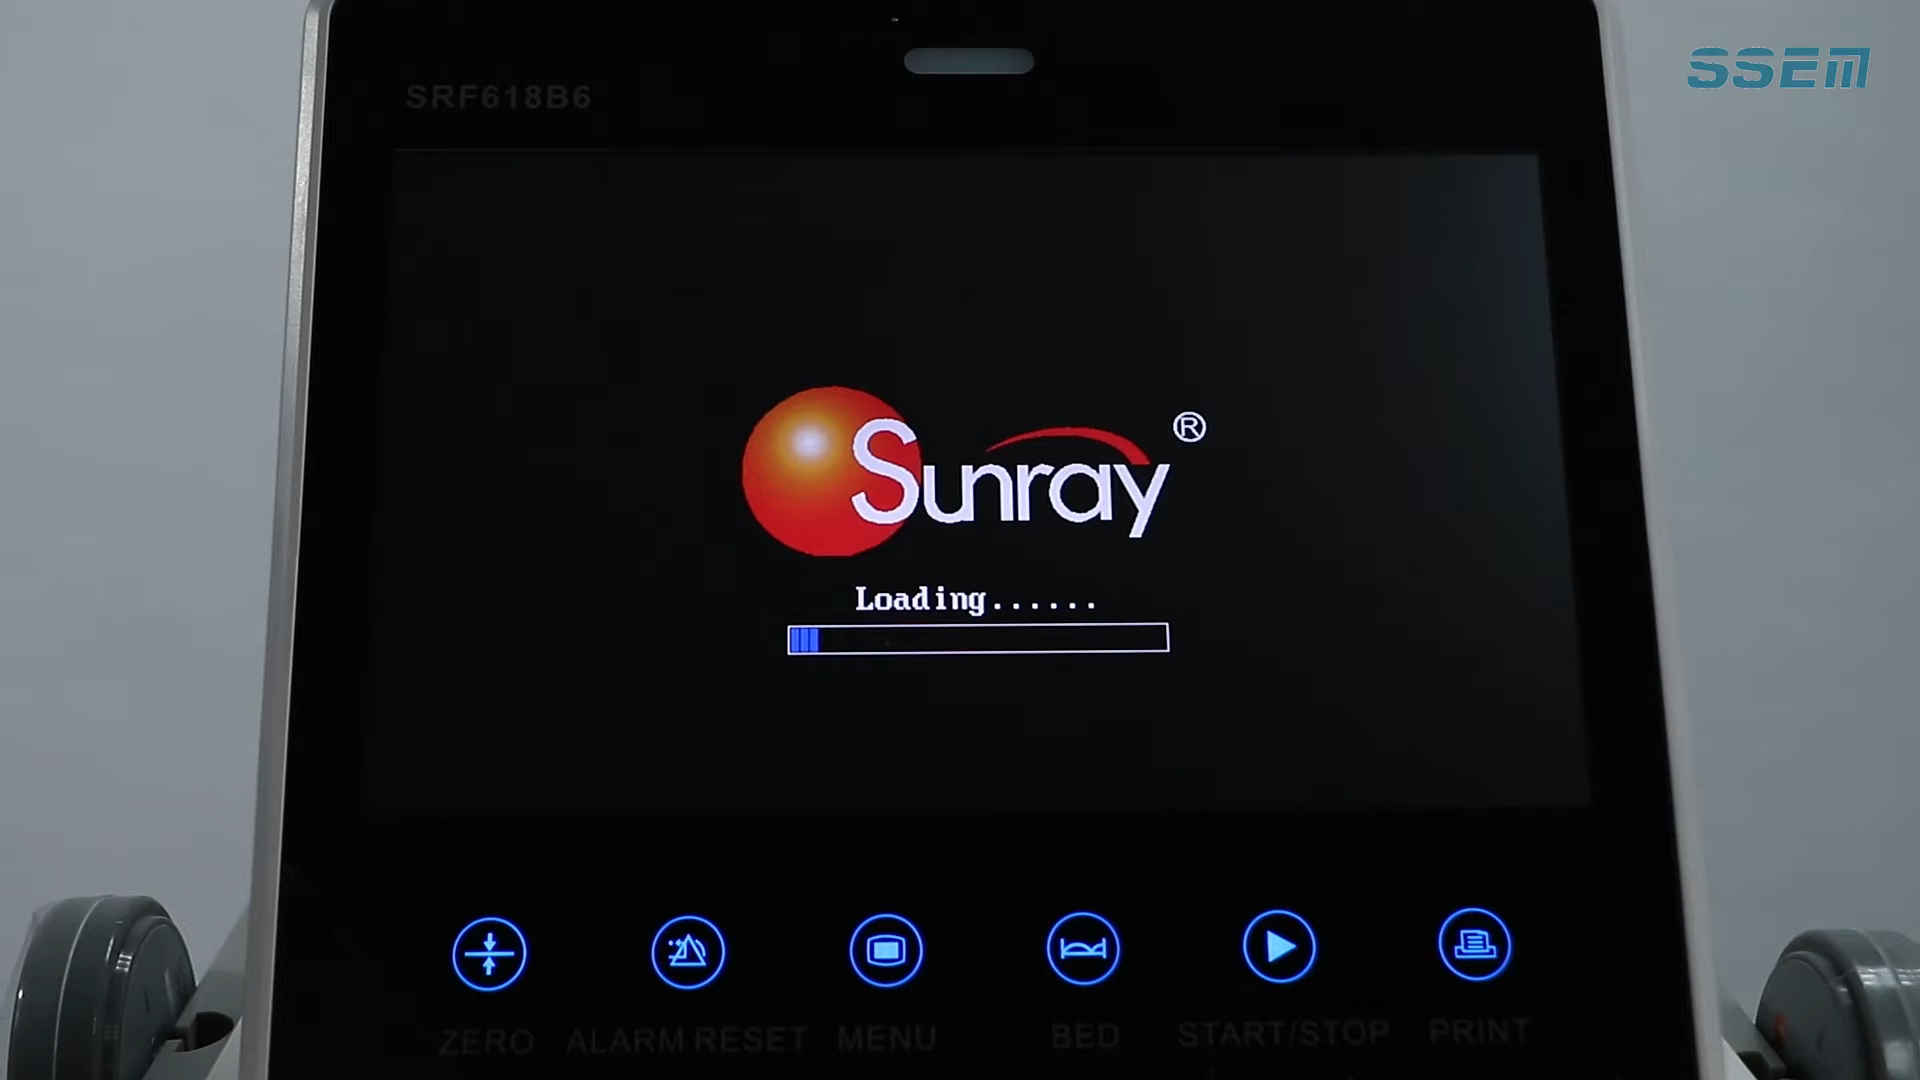 SSEM
SRF618B6
Sunray®
Loading......
ZERO
ALARM RESET
MENU
BED
START/STOP
PRINT